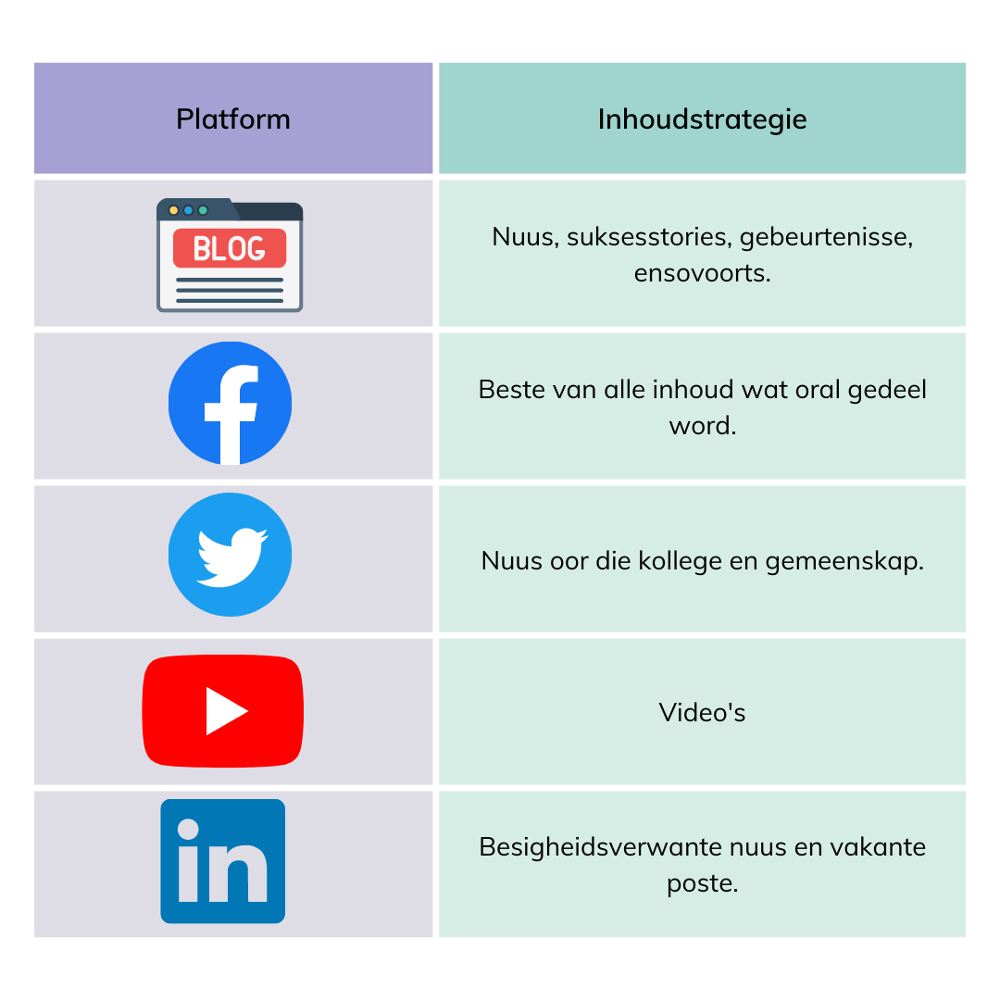 Platform
Inhoudstrategie
BLOG
Nuus, suksesstories, gebeurtenisse,
ensovoorts.
Beste van alle inhoud wat oral gedeel
word.
Nuus oor die kollege en gemeenskap.
Video's
in
Besigheidsverwante nuus en vakante
poste.